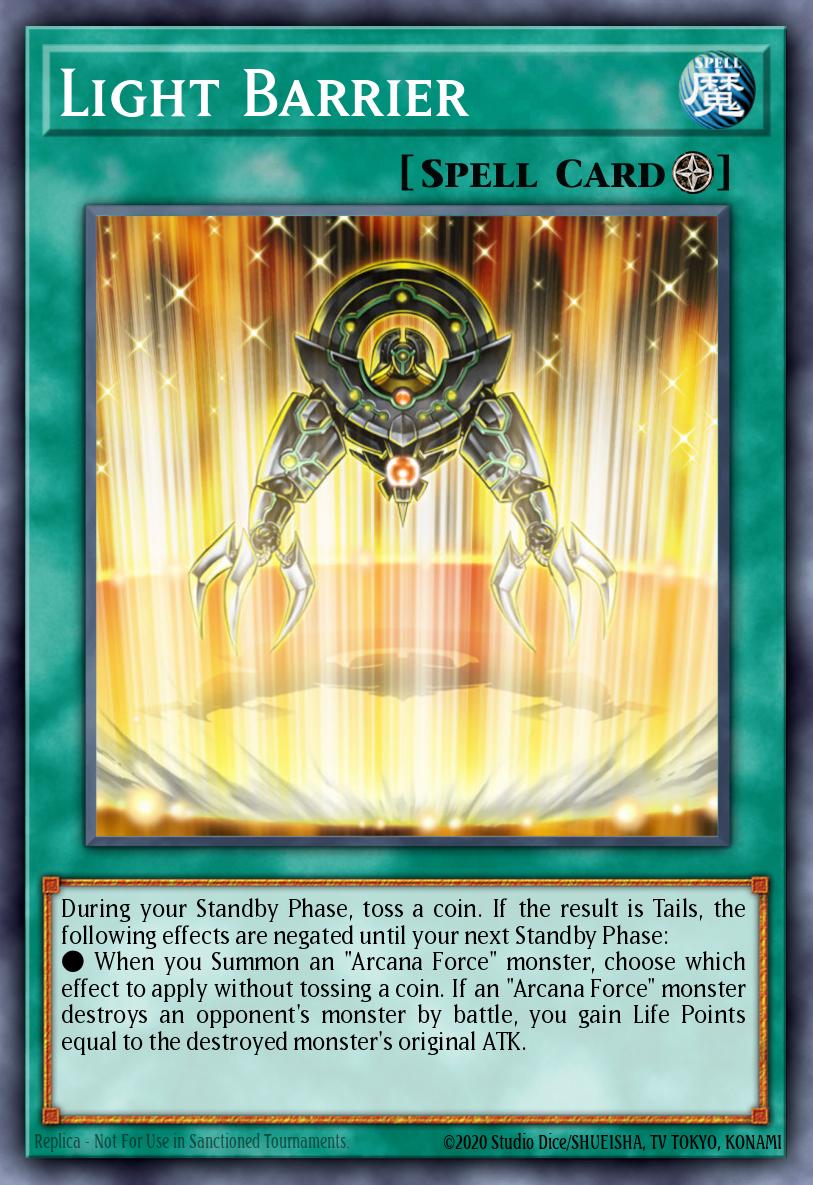 Light Barrier
SPELL
魔
[Spell Card]
During your Standby Phase, toss a coin. If the result is Tails, the
following effects are negated until your next Standby Phase:
● When you Summon an "Arcana Force" monster, choose which
effect to apply without tossing a coin. If an "Arcana Force" monster
destroys an opponent's monster by battle, you gain Life Points
equal to the destroyed monster's original ATK.
Replica - Not For Use in Sanctioned Tournaments.
©2020 Studio Dice/SHUEISHA, TV TOKYO, KONAMI